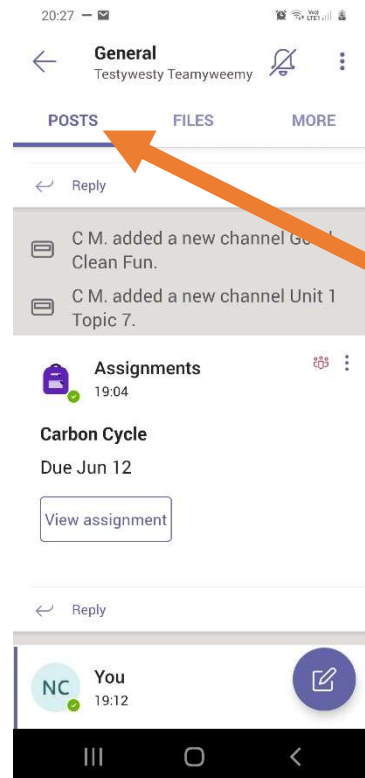 20:27
General
Testywesty Teamyweemy
POSTS FILES MORE
Reply
C M. added a new channel
Clean Fun.
C M. added a new channel Unit 1
Topic 7.
Assignments
19:04
Carbon Cycle
Due Jun 12
View assignment
Reply
NC
You
19:12